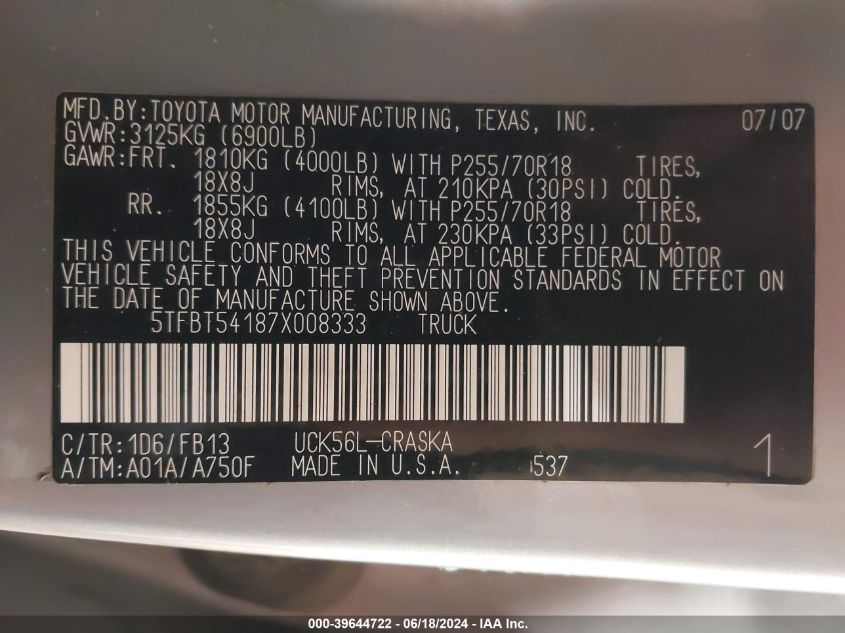 MFD.BY:TOYOTA MOTOR MANUFACTURING, TEXAS, INC. 07/07
GVWR:3125KG (6900LB)
GAWR:FRT. 1810KG (4000LB) WITH P255/70R18 TIRES,
18X8J RIMS, AT 210KPA (30PSI) COLD.
RR. 1855KG (4100LB) WITH P255/70R18 TIRES,
18X8J RIMS, AT 230KPA (33PSI) COLD.
THIS VEHICLE CONFORMS TO ALL APPLICABLE FEDERAL MOTOR
VEHICLE SAFETY AND THEFT PREVENTION STANDARDS IN EFFECT ON
THE DATE OF MANUFACTURE SHOWN ABOVE.
5TFBT54187X008333 TRUCK
C/TR:1D6/FB13 UCK56L-CRASKA
A/TM:A01A/A750F MADE IN U.S.A. 537 1
000-39644722 - 06/18/2024 - IAA Inc.